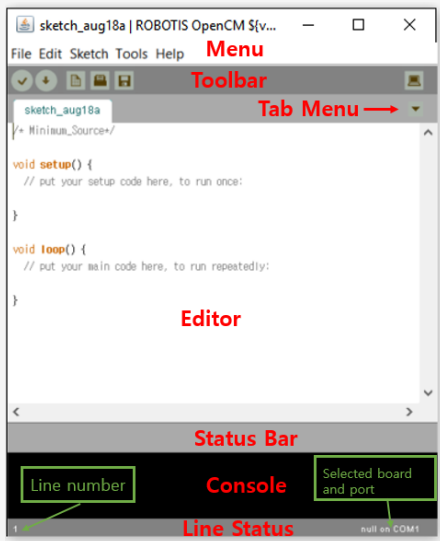 sketch_aug18a | ROBOTIS OpenCM ${v...
File Edit Sketch Tools Help
Menu
Toolbar
sketch_aug18a
Tab Menu
/* Minimum_Source*/
void setup() {
// put your setup code here, to run once:
}
void loop() {
// put your main code here, to run repeatedly:
}
Editor
Status Bar
Line number
Console
Selected board
and port
1
Line Status
null on COM1